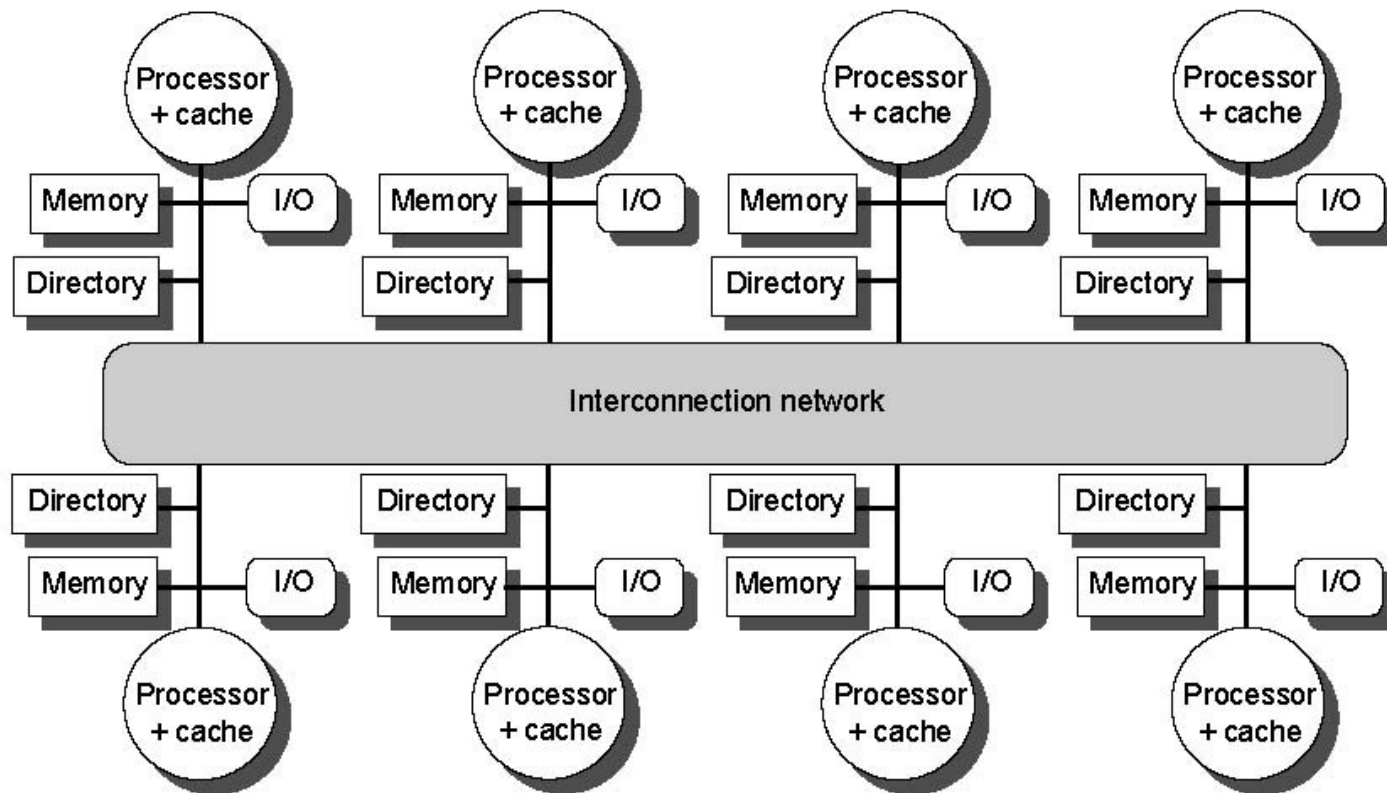 Processor
+ cache
Processor
+ cache
Processor
+ cache
Processor
+ cache
Memory
I/O
Memory
I/O
Memory
I/O
Memory
I/O
Directory
Directory
Directory
Directory
Interconnection network
Directory
Directory
Directory
Directory
Memory
I/O
Memory
I/O
Memory
I/O
Memory
I/O
Processor
+ cache
Processor
+ cache
Processor
+ cache
Processor
+ cache